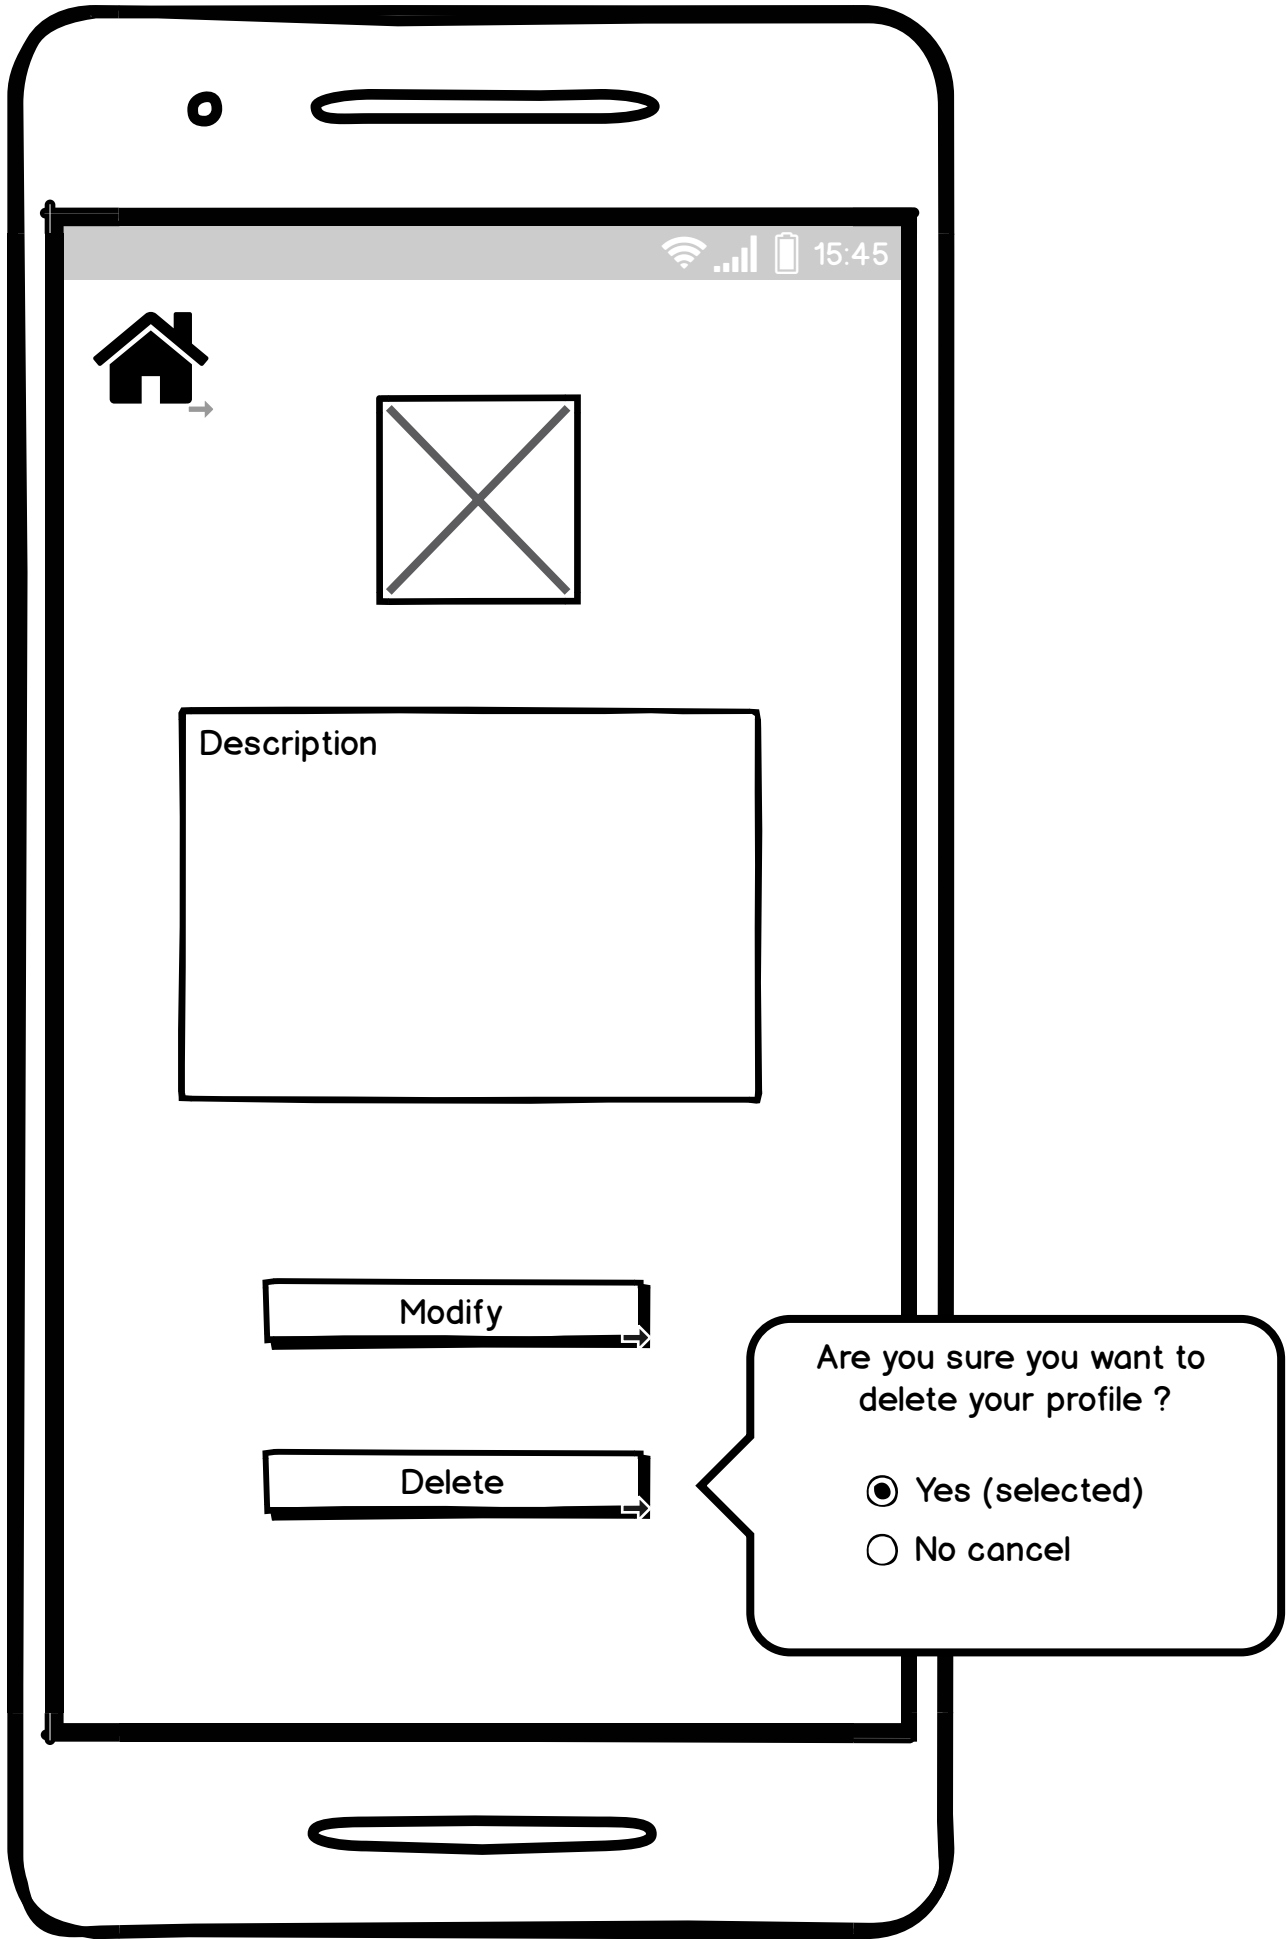 15:45
Description
Modify
Are you sure you want to
delete your profile ?
Delete
Yes (selected)
No cancel